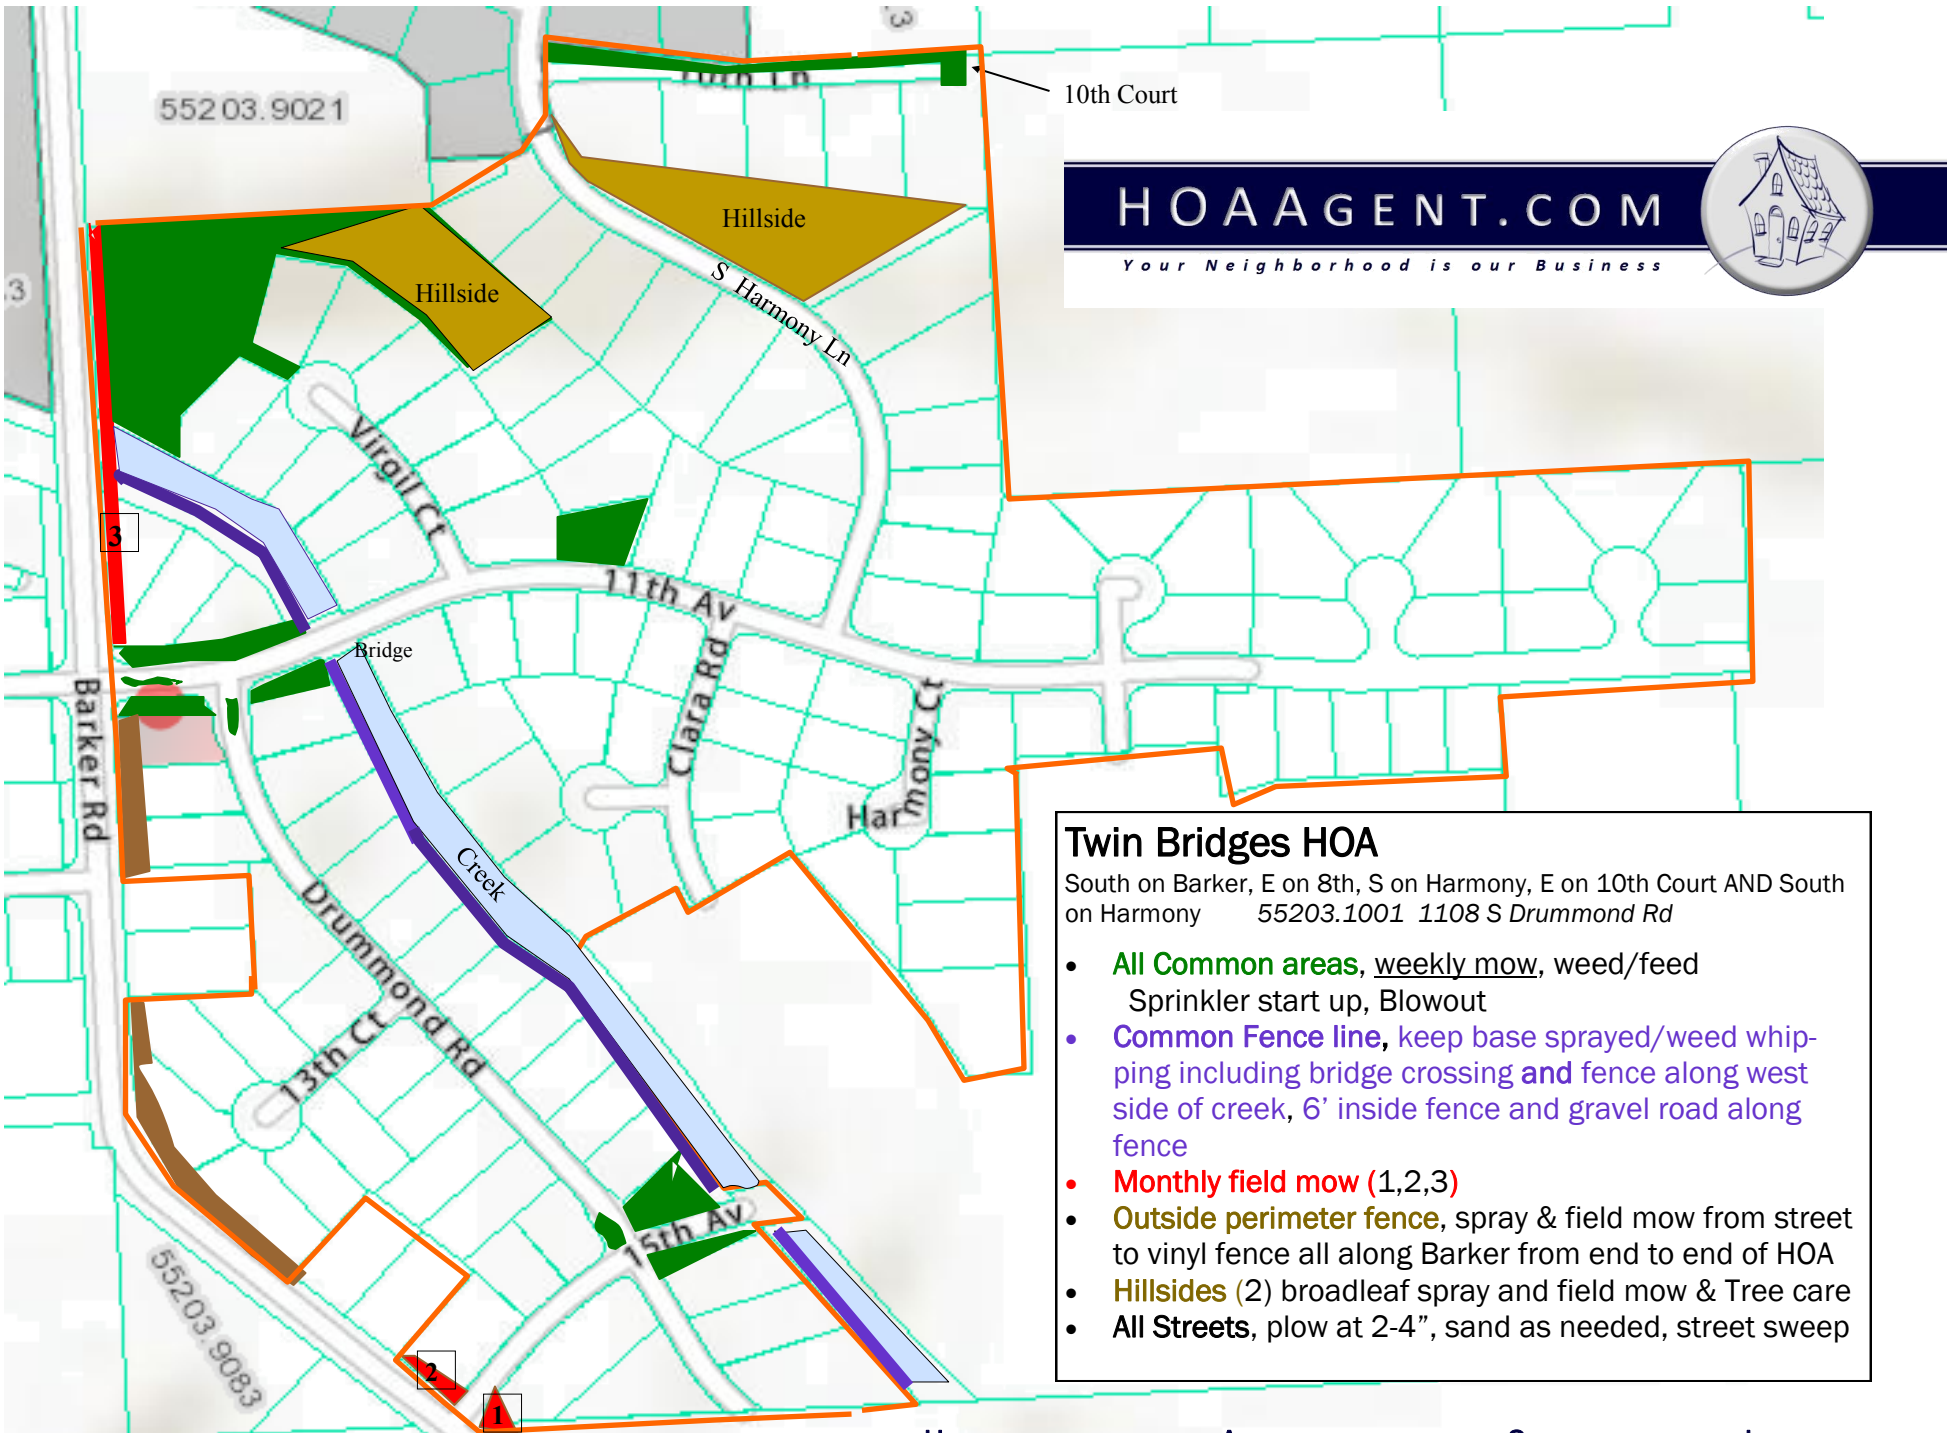 .3
10th Ln
10th Court
55203.9021
HOAAGENT.COM
Your Neighborhood is our Business
Hillside
Hillside
S Harmony Ln
.3
Virgil Ct
3
11th Av
Bridge
Clara Rd
Barker Rd
Harmony Ct
Creek
Drummond Rd
13th Ct
15th Av
55203.9083
2
1
Twin Bridges HOA
South on Barker, E on 8th, S on Harmony, E on 10th Court AND South
on Harmony 55203.1001 1108 S Drummond Rd
• All Common areas, weekly mow, weed/feed
Sprinkler start up, Blowout
• Common Fence line, keep base sprayed/weed whip-
ping including bridge crossing and fence along west
side of creek, 6’ inside fence and gravel road along
fence
• Monthly field mow (1,2,3)
• Outside perimeter fence, spray & field mow from street
to vinyl fence all along Barker from end to end of HOA
• Hillsides (2) broadleaf spray and field mow & Tree care
• All Streets, plow at 2-4”, sand as needed, street sweep